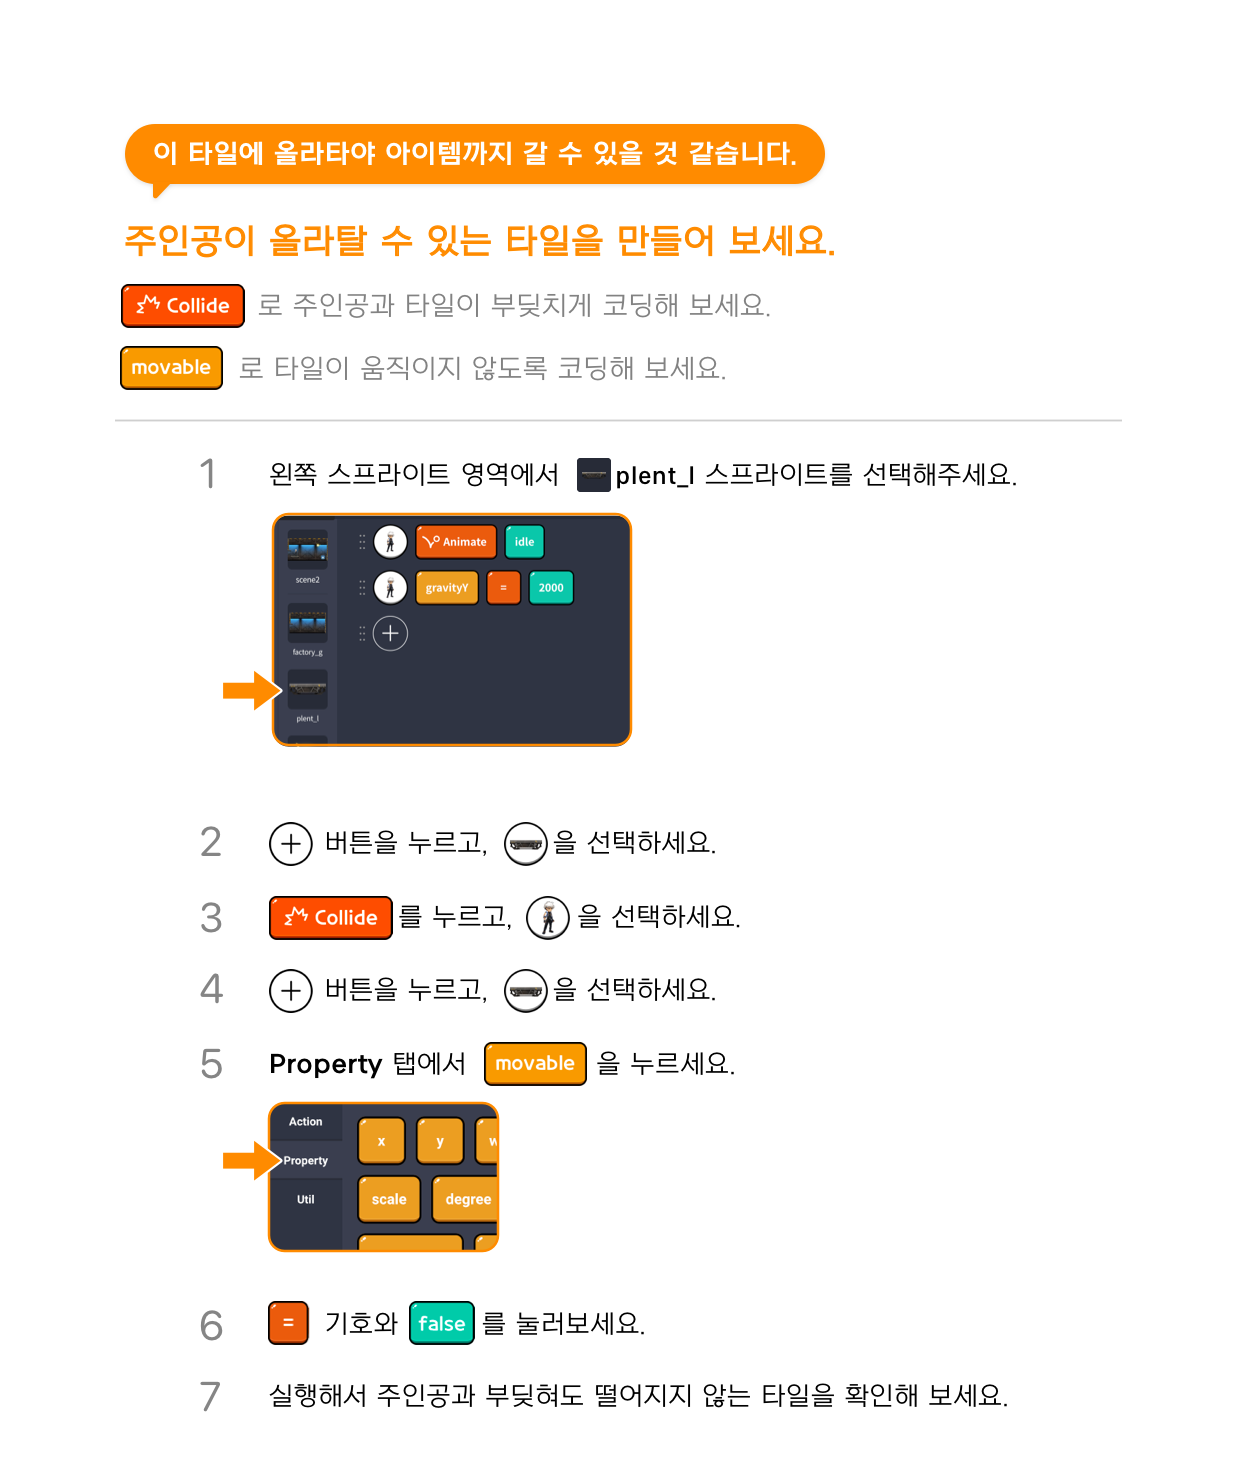 이 타일에 올라타야 아이템까지 갈 수 있을 것 같습니다.
주인공이 올라탈 수 있는 타일을 만들어 보세요.
Collide 로 주인공과 타일이 부딪치게 코딩해 보세요.
movable 로 타일이 움직이지 않도록 코딩해 보세요.
1 왼쪽 스프라이트 영역에서 plent_l 스프라이트를 선택해주세요.
Animate idle
scene2
gravityY = 2000
factory_g
plent_l
2 버튼을 누르고, 을 선택하세요.
3 Collide 를 누르고, 을 선택하세요.
4 버튼을 누르고, 을 선택하세요.
5 Property 탭에서 movable 을 누르세요.
Action
x y w
Property
Util
scale degree
6 = 기호와 false 를 눌러보세요.
7 실행해서 주인공과 부딪혀도 떨어지지 않는 타일을 확인해 보세요.